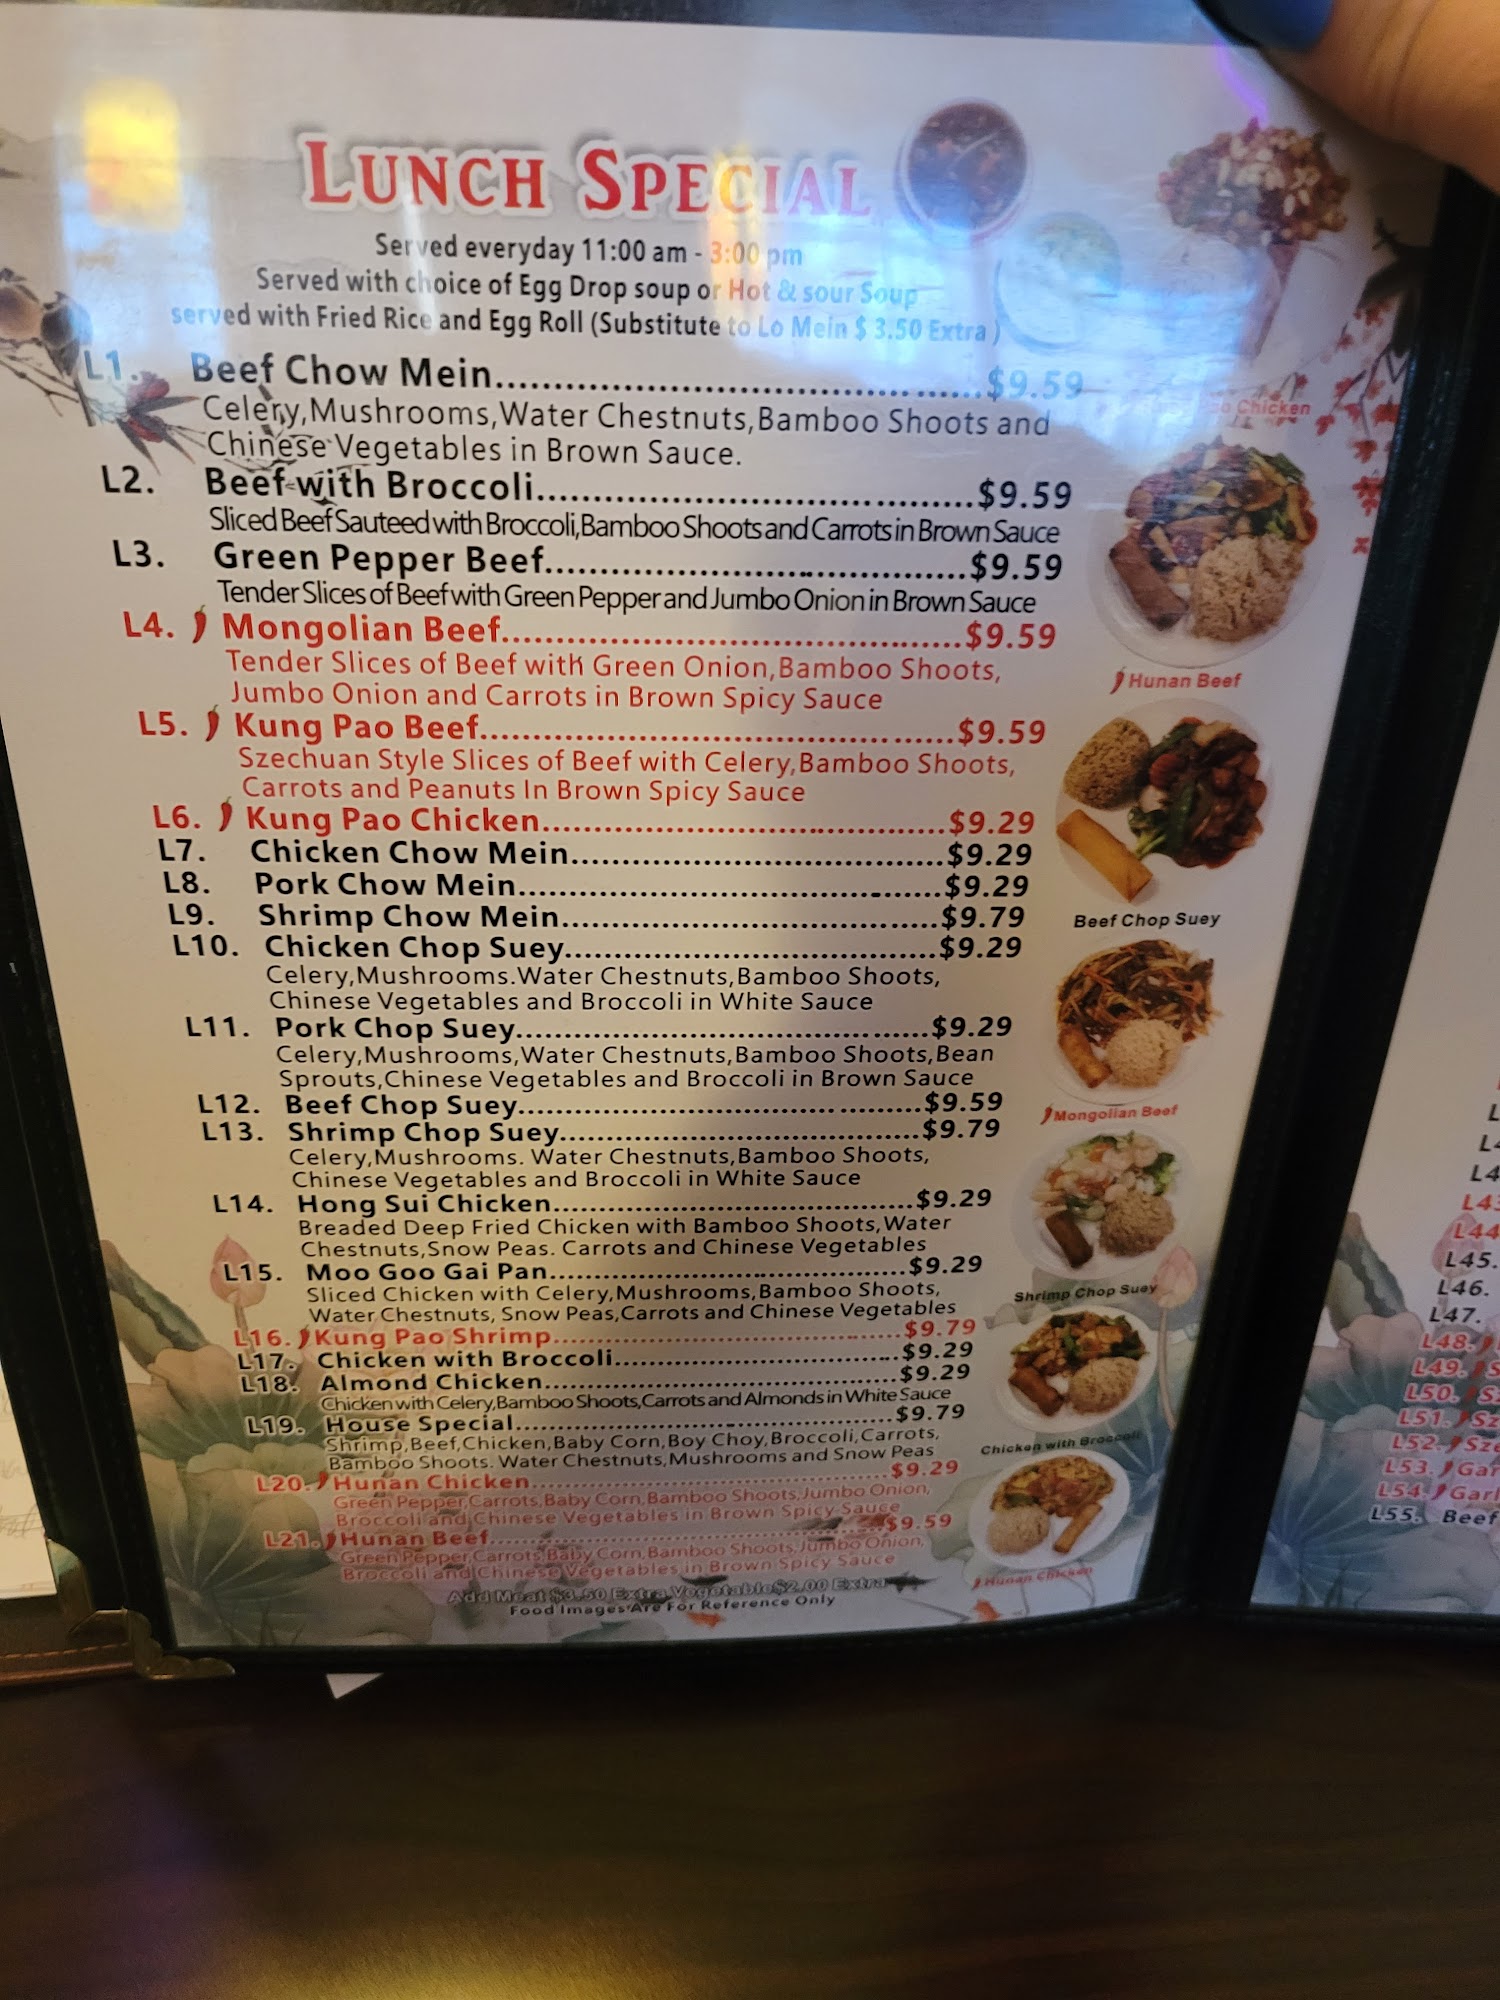 LUNCH SPECIAL
Served everyday 11:00 am - 3:00 pm
Served with choice of Egg Drop soup or Hot & sour Soup
served with Fried Rice and Egg Roll (Substitute to Lo Mein $ 3.50 Extra )
L1. Beef Chow Mein.......................................................$9.59
Celery,Mushrooms,Water Chestnuts,Bamboo Shoots and
Chinese Vegetables in Brown Sauce.
L2. Beef with Broccoli.......................................$9.59
Sliced Beef Sauteed with Broccoli,Bamboo Shoots and Carrots in Brown Sauce
L3. Green Pepper Beef.....................................$9.59
Tender Slices of Beef with Green Pepper and Jumbo Onion in Brown Sauce
L4. Mongolian Beef.........................................$9.59
Tender Slices of Beef with Green Onion,Bamboo Shoots,
Jumbo Onion and Carrots in Brown Spicy Sauce
L5. Kung Pao Beef..........................................$9.59
Szechuan Style Slices of Beef with Celery,Bamboo Shoots,
Carrots and Peanuts In Brown Spicy Sauce
L6. Kung Pao Chicken....................................$9.29
L7. Chicken Chow Mein.................................$9.29
L8. Pork Chow Mein......................................$9.29
L9. Shrimp Chow Mein..................................$9.79
L10. Chicken Chop Suey.................................$9.29
Celery,Mushrooms.Water Chestnuts,Bamboo Shoots,
Chinese Vegetables and Broccoli in White Sauce
L11. Pork Chop Suey......................................$9.29
Celery,Mushrooms,Water Chestnuts,Bamboo Shoots,Bean
Sprouts,Chinese Vegetables and Broccoli in Brown Sauce
L12. Beef Chop Suey.......................................$9.59
L13. Shrimp Chop Suey...................................$9.79
Celery,Mushrooms. Water Chestnuts,Bamboo Shoots,
Chinese Vegetables and Broccoli in White Sauce
L14. Hong Sui Chicken....................................$9.29
Breaded Deep Fried Chicken with Bamboo Shoots,Water
Chestnuts,Snow Peas. Carrots and Chinese Vegetables
L15. Moo Goo Gai Pan....................................$9.29
Sliced Chicken with Celery,Mushrooms,Bamboo Shoots,
Water Chestnuts, Snow Peas,Carrots and Chinese Vegetables
L16. Kung Pao Shrimp....................................$9.79
L17. Chicken with Broccoli..............................$9.29
L18. Almond Chicken.....................................$9.29
Chicken with Celery,Bamboo Shoots,Carrots and Almonds in White Sauce
L19. House Special........................................$9.79
Shrimp,Beef,Chicken,Baby Corn,Boy Choy,Broccoli,Carrots,
Bamboo Shoots. Water Chestnuts,Mushrooms and Snow Peas
L20. Hunan Chicken.......................................$9.29
Green Pepper,Carrots,Baby Corn,Bamboo Shoots,Jumbo Onion,
Broccoli and Chinese Vegetables in Brown Spicy Sauce
L21. Hunan Beef...........................................$9.59
Green Pepper,Carrots,Baby Corn,Bamboo Shoots,Jumbo Onion,
Broccoli and Chinese Vegetables in Brown Spicy Sauce
Add Meat $3.50 Extra,Vegetable$2.00 Extra
Food Images Are For Reference Only
Chicken
Hunan Beef
Beef Chop Suey
Mongolian Beef
Shrimp Chop Suey
Chicken with Broccoli
Hunan Chicken
L45.
L46.
L47.
L48.
L49. S
L50. Sz
L51. Sz
L52. Sze
L53. Gar
L54. Garl
L55. Beef